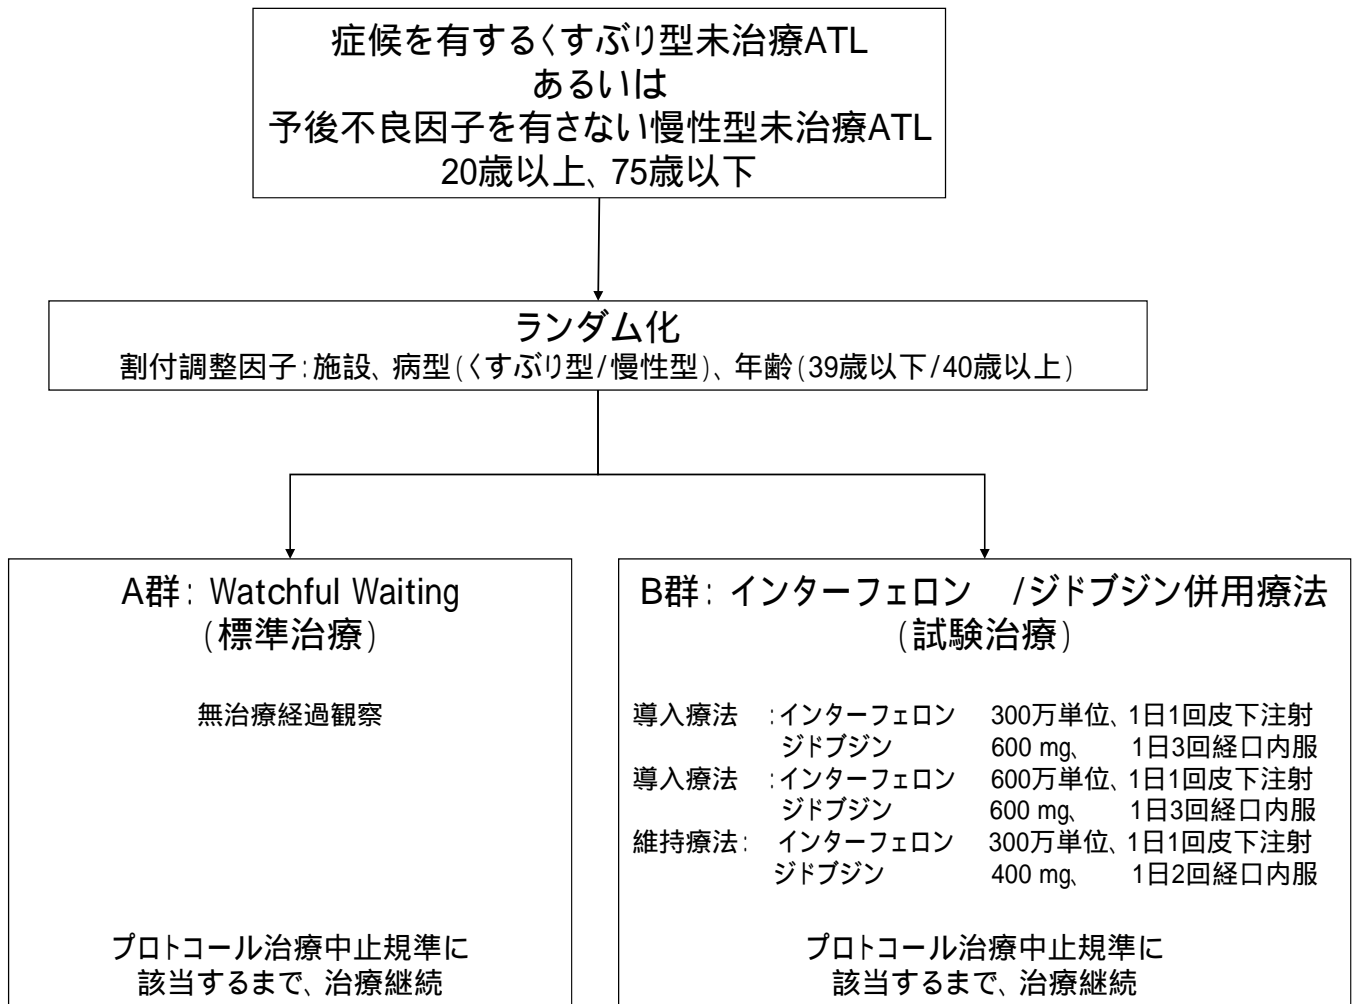 症候を有するくすぶり型未治療ATL
あるいは
予後不良因子を有さない慢性型未治療ATL
20歳以上、75歳以下
ランダム化
割付調整因子：施設、病型(くすぶり型/慢性型)、年齢(39歳以下/40歳以上)
A群： Watchful Waiting
(標準治療)
無治療経過観察
プロトコール治療中止規準に
該当するまで、治療継続
B群： インターフェロン /ジドブジン併用療法
(試験治療)
導入療法 ：インターフェロン 300万単位、1日1回皮下注射
ジドブジン 600 mg、 1日3回経口内服
導入療法 ：インターフェロン 600万単位、1日1回皮下注射
ジドブジン 600 mg、 1日3回経口内服
維持療法： インターフェロン 300万単位、1日1回皮下注射
ジドブジン 400 mg、 1日2回経口内服
プロトコール治療中止規準に
該当するまで、治療継続